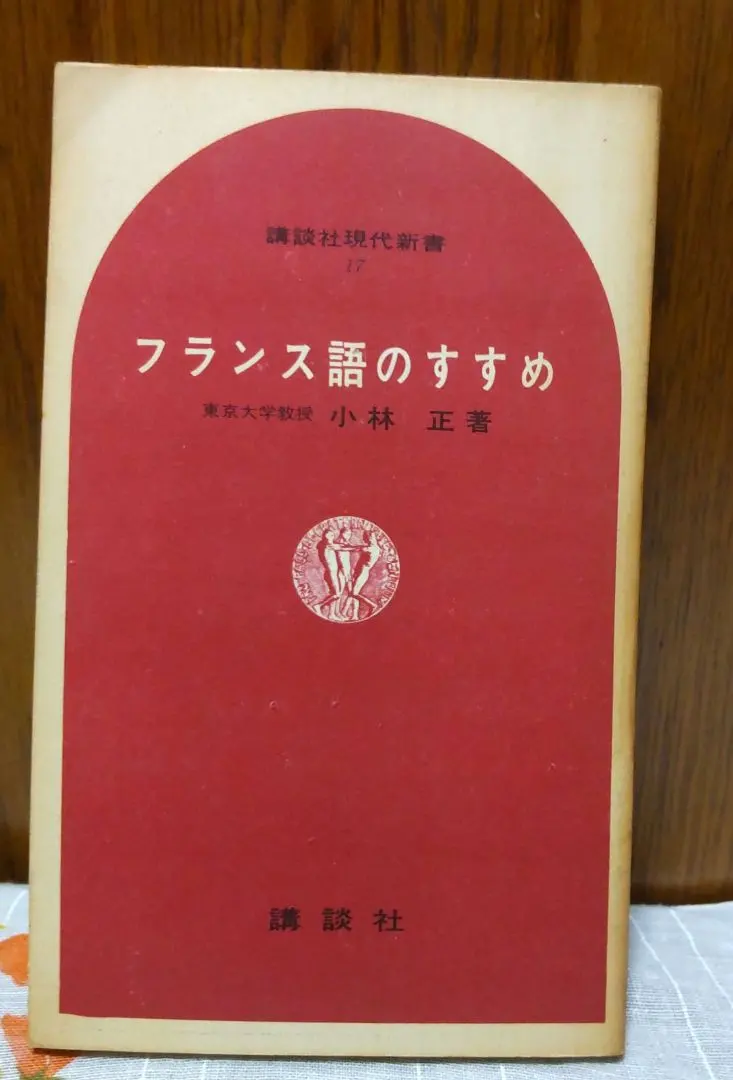 講談社現代新書
17
フランス語のすすめ
東京大学教授 小林 正著
講談社